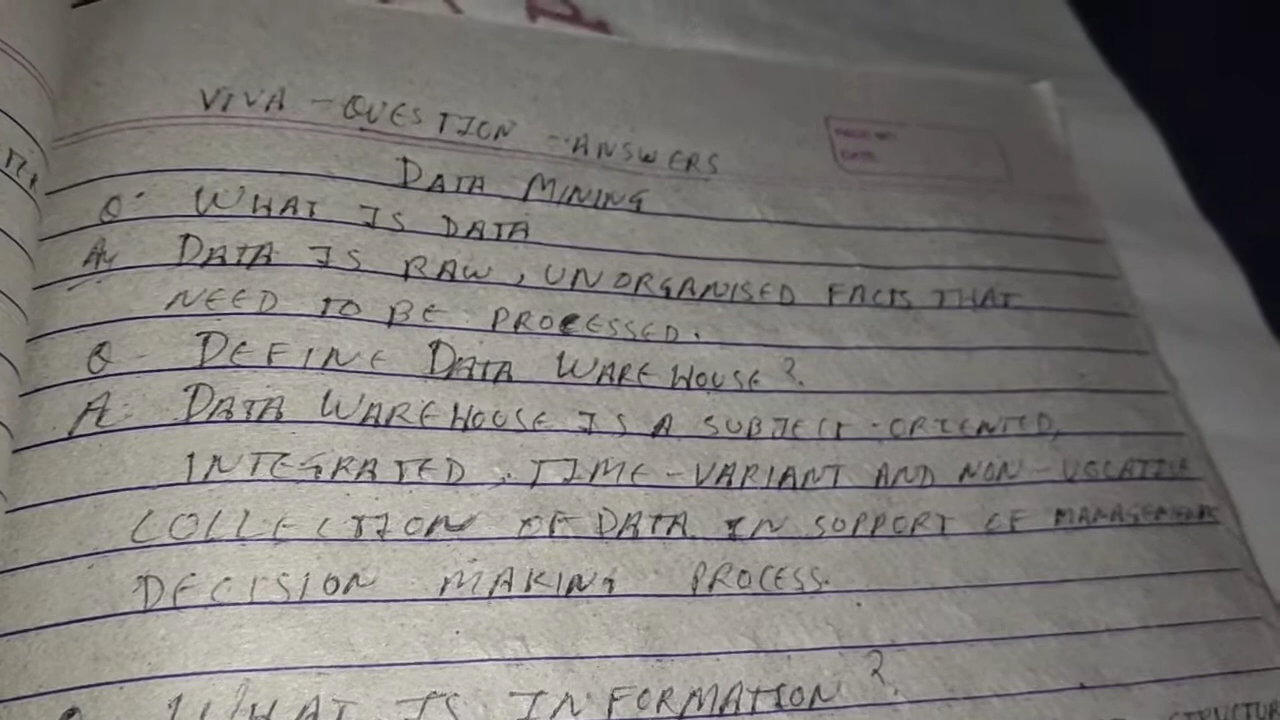 VIVA - QUESTION - ANSWERS
DATA MINING
Q. WHAT IS DATA
A. DATA IS RAW, UNORGANISED FACTS THAT
NEED TO BE PROCESSED.
Q - DEFINE DATA WAREHOUSE?
A. DATA WAREHOUSE IS A SUBJECT-ORIENTED,
INTEGRATED, TIME-VARIANT AND NON-VOLATILE
COLLECTION OF DATA IN SUPPORT OF
DECISION MAKING PROCESS.
WHAT IS INFORMATION?